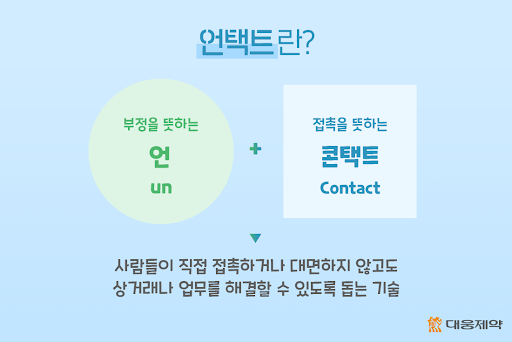 언택트란?
부정을 뜻하는
언
un
+
접촉을 뜻하는
콘택트
Contact
사람들이 직접 접촉하거나 대면하지 않고도
상거래나 업무를 해결할 수 있도록 돕는 기술
대웅제약